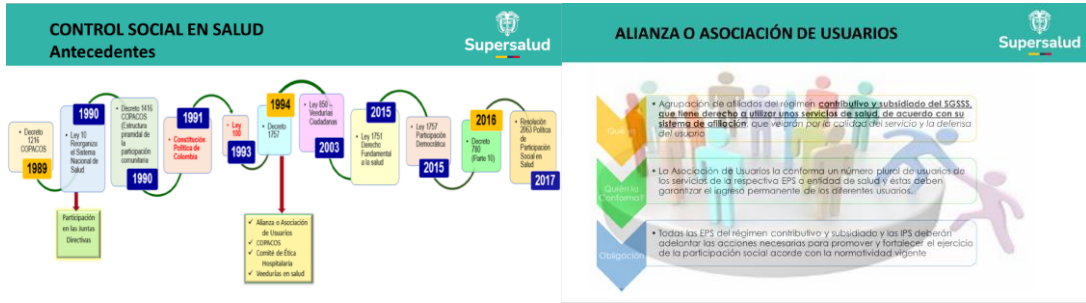 CONTROL SOCIAL EN SALUD
Antecedentes
Supersalud
• Decreto
1216
COPACOS
1989
1990
• Ley 10
Reorganiza
el Sistema
Nacional de
Salud
Participación
en las Juntas
Directivas
• Decreto 1416
COPACOS
(Estructura
piramidal de
la
participación
comunitaria
1990
1991
• Constitución
Política de
Colombia
• Ley
100
1993
1994
• Decreto
1757
✓ Alianza o Asociación
de Usuarios
✓ COPACOS
✓ Comité de Ética
Hospitalaria
✓ Veedurías en salud
• Ley 850 –
Veedurías
Ciudadanas
2003
2015
• Ley 1751
Derecho
Fundamental
a la salud
• Ley 1757
Participación
Democrática
2015
2016
• Decreto
780
(Parte 10)
• Resolución
2063 Política
de
Participación
Social en
Salud
2017
ALIANZA O ASOCIACIÓN DE USUARIOS
Supersalud
• Agrupación de afiliados del régimen contributivo y subsidiado del SGSSS,
que tiene derecho a utilizar unos servicios de salud, de acuerdo con
su sistema de afiliación, que velarán por la calidad del servicio y la defensa
del usuario
Quién la
Conforma?
• La Asociación de Usuarios la conforma un número plural de usuarios de
los servicios de la respectiva EPS o entidad de salud y éstas deben
garantizar el ingreso permanente de los diferentes usuarios
Obligación
• Todas las EPS del régimen contributivo y subsidiado y las IPS deberán
adelantar las acciones necesarias para promover y fortalecer el ejercicio
de la participación social acorde con la normatividad vigente